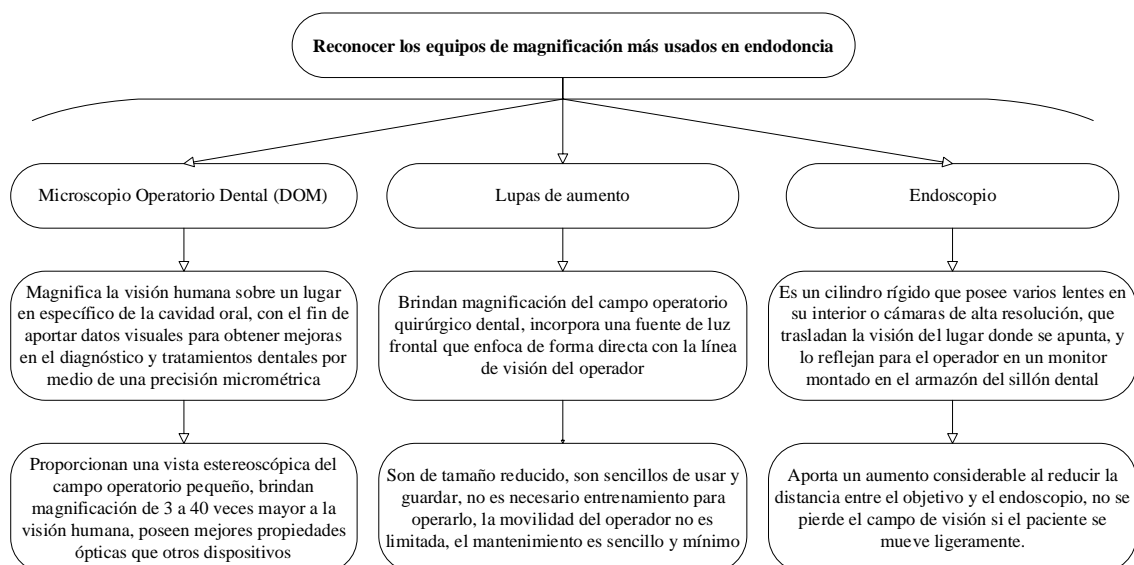 Reconocer los equipos de magnificación más usados en endodoncia
Microscopio Operatorio Dental (DOM)
Lupas de aumento
Endoscopio
Magnifica la visión humana sobre un lugar
en específico de la cavidad oral, con el fin de
aportar datos visuales para obtener mejoras
en el diagnóstico y tratamientos dentales por
medio de una precisión micrométrica
Brindan magnificación del campo operatorio
quirúrgico dental, incorpora una fuente de luz
frontal que enfoca de forma directa con la línea
de visión del operador
Es un cilindro rígido que posee varios lentes en
su interior o cámaras de alta resolución, que
trasladan la visión del lugar donde se apunta, y
lo reflejan para el operador en un monitor
montado en el armazón del sillón dental
Proporcionan una vista estereoscópica del
campo operatorio pequeño, brindan
magnificación de 3 a 40 veces mayor a la
visión humana, poseen mejores propiedades
ópticas que otros dispositivos
Son de tamaño reducido, son sencillos de usar y
guardar, no es necesario entrenamiento para
operarlo, la movilidad del operador no es
limitada, el mantenimiento es sencillo y mínimo
Aporta un aumento considerable al reducir la
distancia entre el objetivo y el endoscopio, no se
pierde el campo de visión si el paciente se
mueve ligeramente.